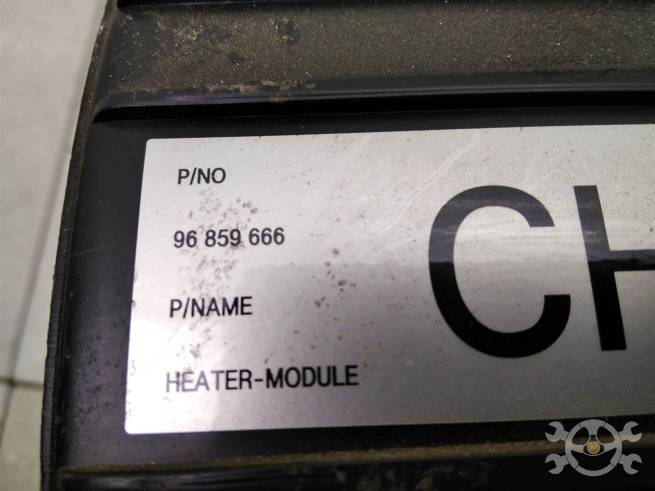 P/NO
96 859 666
P/NAME
HEATER-MODULE
CH